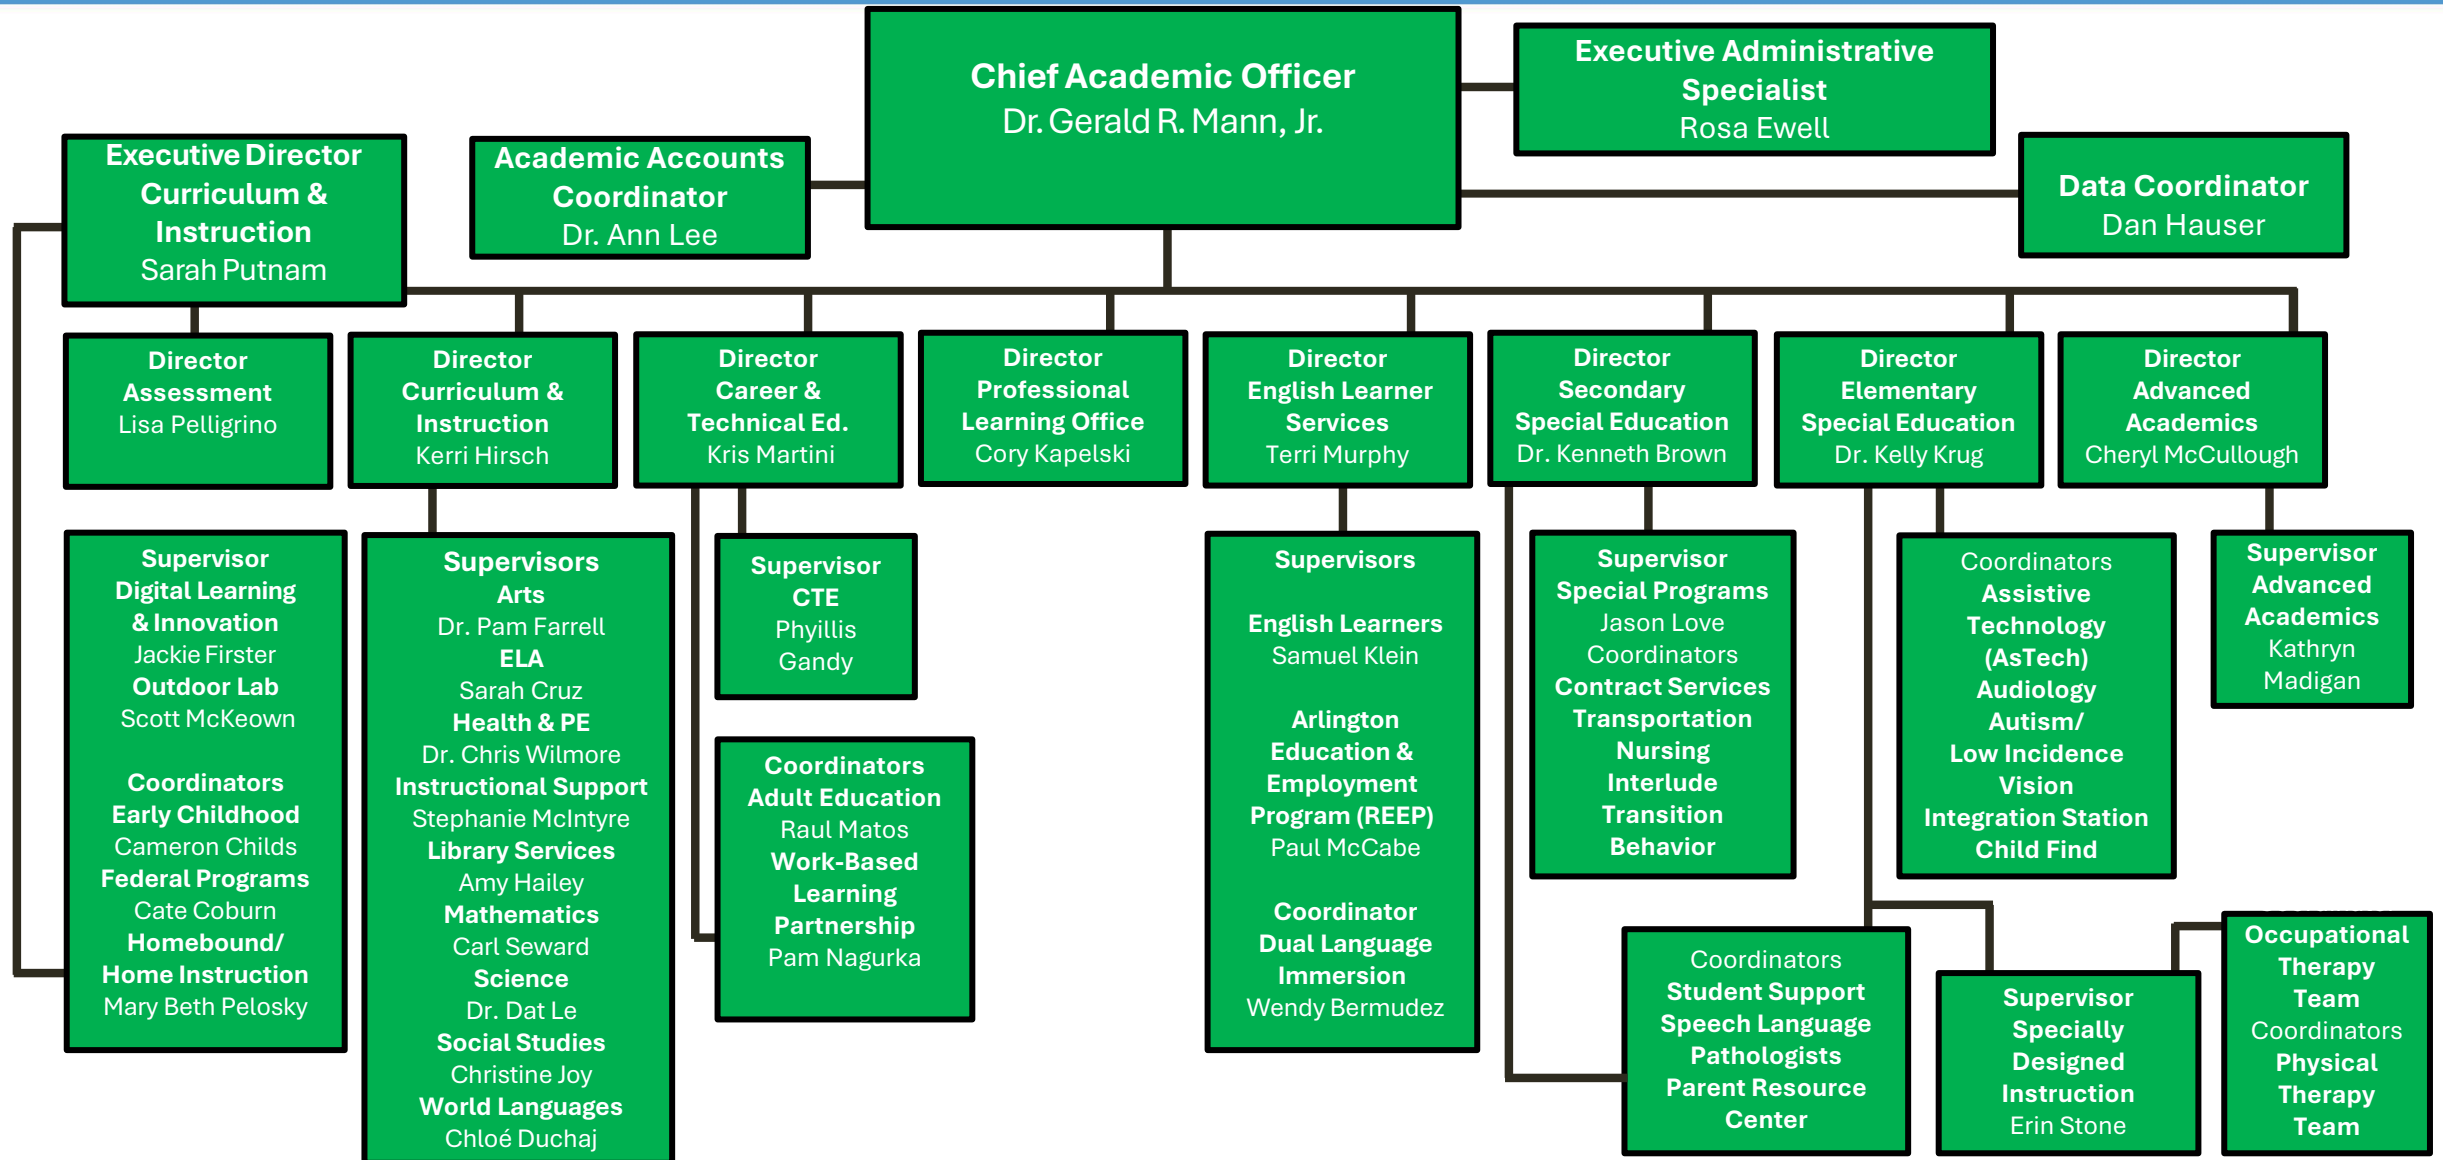 Chief Academic Officer
Dr. Gerald R. Mann, Jr.
Executive Administrative
Specialist
Rosa Ewell
Executive Director
Curriculum &
Instruction
Sarah Putnam
Academic Accounts
Coordinator
Dr. Ann Lee
Data Coordinator
Dan Hauser
Director
Assessment
Lisa Pelligrino
Director
Curriculum &
Instruction
Kerri Hirsch
Director
Career &
Technical Ed.
Kris Martini
Director
Professional
Learning Office
Cory Kapelski
Director
English Learner
Services
Terri Murphy
Director
Secondary
Special Education
Dr. Kenneth Brown
Director
Elementary
Special Education
Dr. Kelly Krug
Director
Advanced
Academics
Cheryl McCullough
Supervisor
Digital Learning
& Innovation
Jackie Firster
Outdoor Lab
Scott McKeown
Coordinators
Early Childhood
Cameron Childs
Federal Programs
Cate Coburn
Homebound/
Home Instruction
Mary Beth Pelosky
Supervisors
Arts
Dr. Pam Farrell
ELA
Sarah Cruz
Health & PE
Dr. Chris Wilmore
Instructional Support
Stephanie McIntyre
Library Services
Amy Hailey
Mathematics
Carl Seward
Science
Dr. Dat Le
Social Studies
Christine Joy
World Languages
Chloé Duchaj
Supervisor
CTE
Phyillis
Gandy
Coordinators
Adult Education
Raul Matos
Work-Based
Learning
Partnership
Pam Nagurka
Supervisors
English Learners
Samuel Klein
Arlington
Education &
Employment
Program (REEP)
Paul McCabe
Coordinator
Dual Language
Immersion
Wendy Bermudez
Supervisor
Special Programs
Jason Love
Coordinators
Contract Services
Transportation
Nursing
Interlude
Transition
Behavior
Coordinators
Assistive
Technology
(AsTech)
Audiology
Autism/
Low Incidence
Vision
Integration Station
Child Find
Supervisor
Advanced
Academics
Kathryn
Madigan
Coordinators
Student Support
Speech Language
Pathologists
Parent Resource
Center
Supervisor
Specially
Designed
Instruction
Erin Stone
Occupational
Therapy
Team
Coordinators
Physical
Therapy
Team